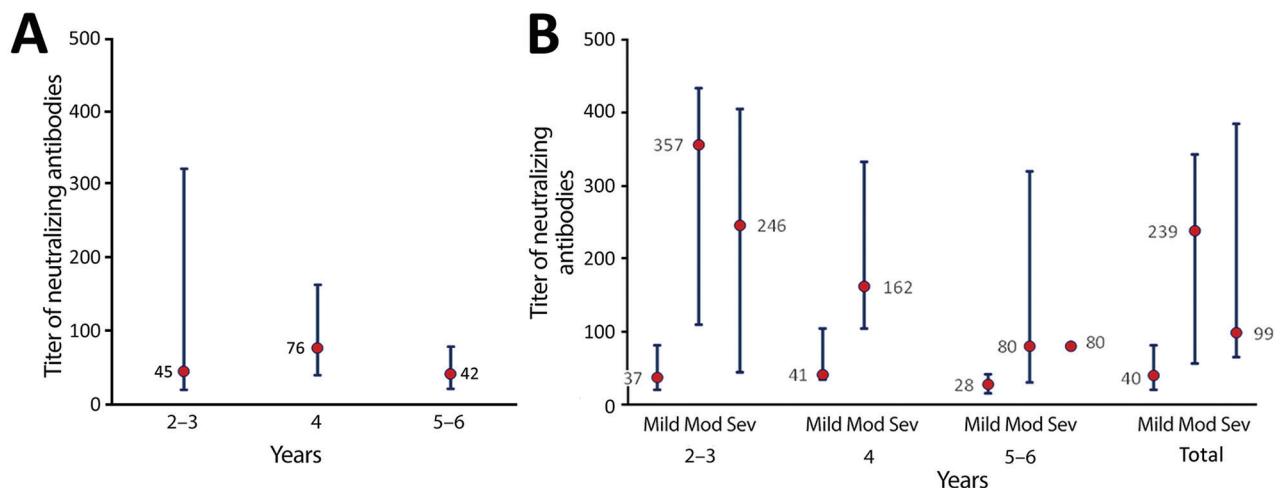 A
Titer of neutralizing antibodies
500
400
300
200
100
0
45
76
42
2–3 4 5–6
Years
B
Titer of neutralizing
antibodies
500
400
300
200
100
0
37
357
246
41
162
28
80
80
40
239
99
Mild Mod Sev Mild Mod Sev Mild Mod Sev Mild Mod Sev
2–3 4 5–6 Total
Years